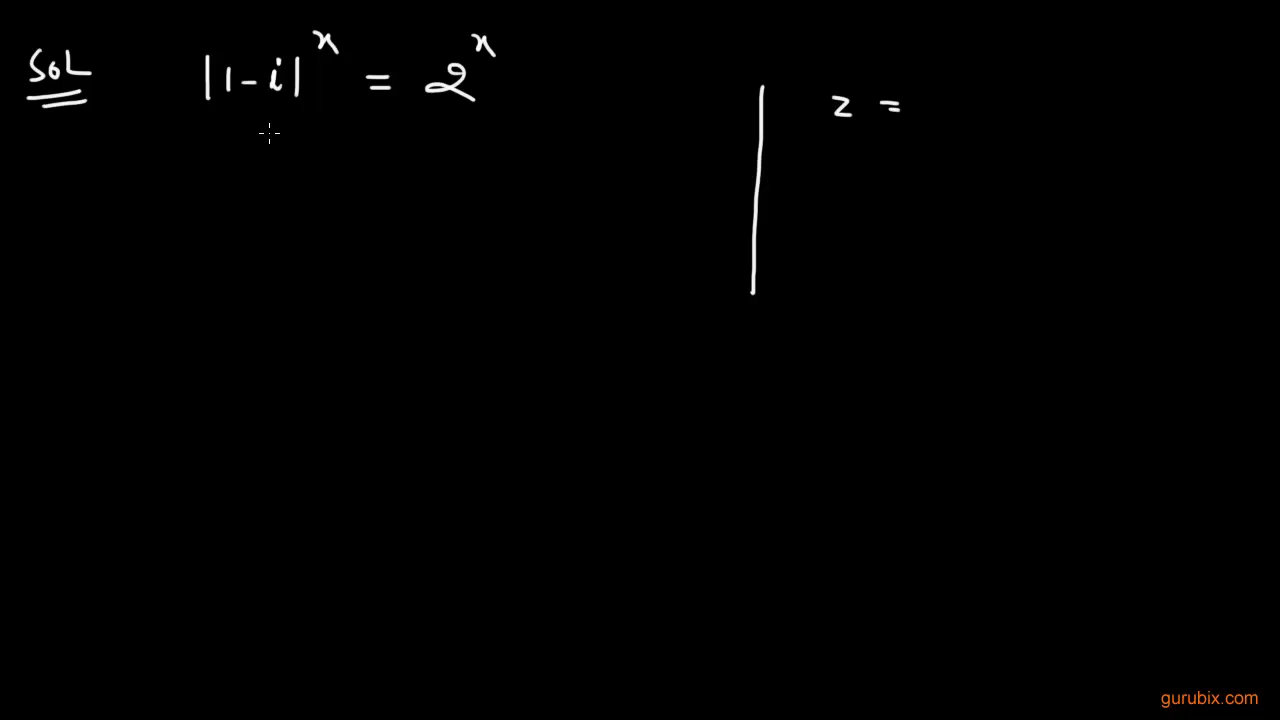 SOL |1-i|^x = 2^x
z =
gurubix.com